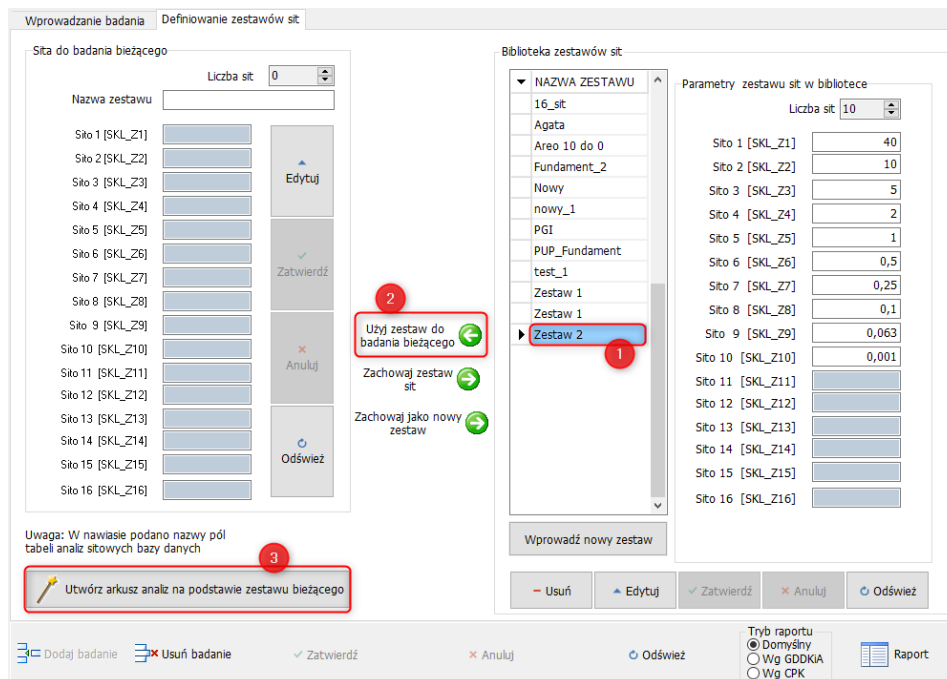 Wprowadzanie badania
Definiowanie zestawów sit
Sita do badania bieżącego
Liczba sit 0
Nazwa zestawu
Sito 1 [SKL_Z1]
Sito 2 [SKL_Z2]
Sito 3 [SKL_Z3]
Sito 4 [SKL_Z4]
Sito 5 [SKL_Z5]
Sito 6 [SKL_Z6]
Sito 7 [SKL_Z7]
Sito 8 [SKL_Z8]
Sito 9 [SKL_Z9]
Sito 10 [SKL_Z10]
Sito 11 [SKL_Z11]
Sito 12 [SKL_Z12]
Sito 13 [SKL_Z13]
Sito 14 [SKL_Z14]
Sito 15 [SKL_Z15]
Sito 16 [SKL_Z16]
Edytuj
Zatwierdź
Anuluj
Odśwież
Uwaga: W nawiasie podano nazwy pól
tabeli analiz sitowych bazy danych
3
Utwórz arkusz analiz na podstawie zestawu bieżącego
2
Użyj zestaw do
badania bieżącego
Zachowaj zestaw
sit
Zachowaj jako nowy
zestaw
Biblioteka zestawów sit
NAZWA ZESTAWU
16_sit
Agata
Areo 10 do 0
Fundament_2
Nowy
nowy_1
PGI
PUP_Fundament
test_1
Zestaw 1
Zestaw 1
Zestaw 2
1
Wprowadź nowy zestaw
Parametry zestawu sit w bibliotece
Liczba sit 10
Sito 1 [SKL_Z1] 40
Sito 2 [SKL_Z2] 10
Sito 3 [SKL_Z3] 5
Sito 4 [SKL_Z4] 2
Sito 5 [SKL_Z5] 1
Sito 6 [SKL_Z6] 0,5
Sito 7 [SKL_Z7] 0,25
Sito 8 [SKL_Z8] 0,1
Sito 9 [SKL_Z9] 0,063
Sito 10 [SKL_Z10] 0,001
Sito 11 [SKL_Z11]
Sito 12 [SKL_Z12]
Sito 13 [SKL_Z13]
Sito 14 [SKL_Z14]
Sito 15 [SKL_Z15]
Sito 16 [SKL_Z16]
Usuń Edytuj Zatwierdź Anuluj Odśwież
Dodaj badanie Usuń badanie Zatwierdź Anuluj Odśwież
Tryb raportu
Domyślny
Wg GDDKiA
Wg CPK
Raport